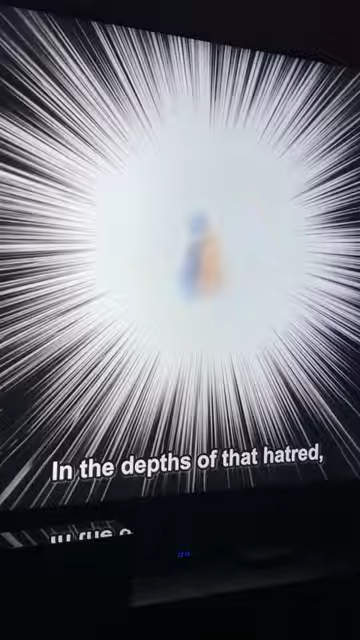 In the depths of that hatred,